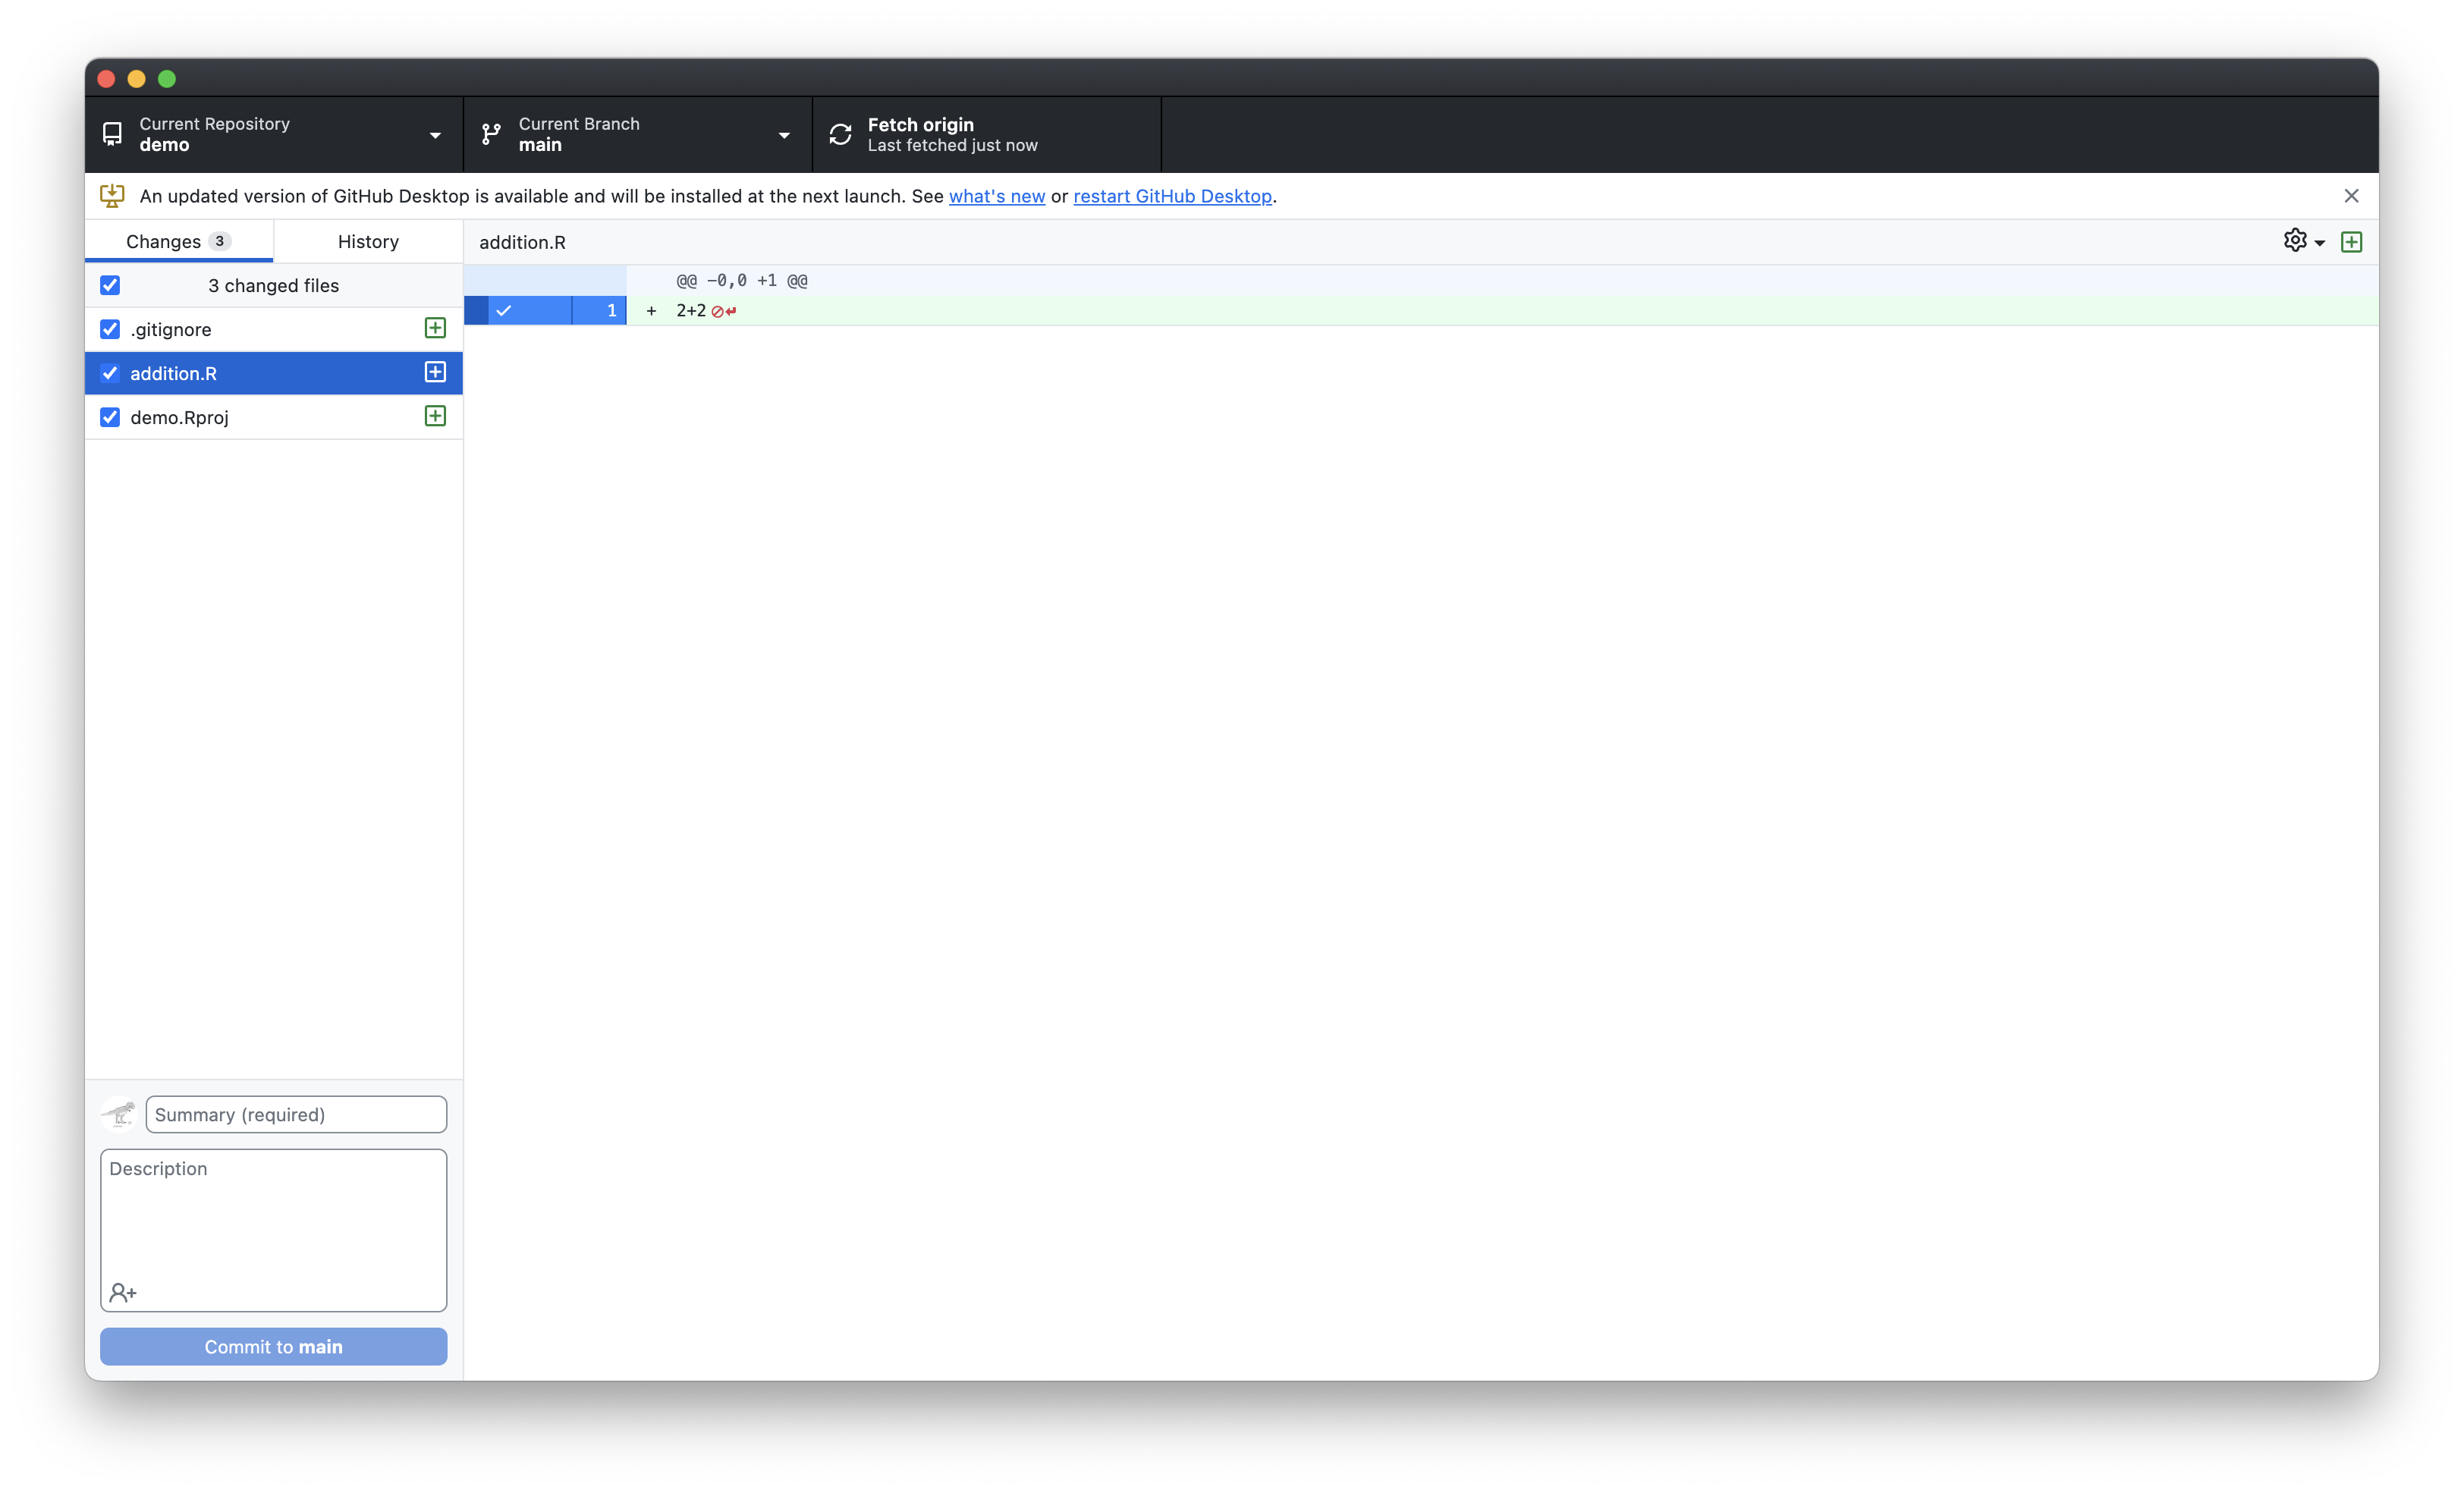 Current Repository
demo
Current Branch
main
Fetch origin
Last fetched just now
An updated version of GitHub Desktop is available and will be installed at the next launch. See what's new or restart GitHub Desktop.
Changes 3
History
3 changed files
.gitignore
addition.R
demo.Rproj
addition.R
@@ -0,0 +1 @@
1 + 2+2
Summary (required)
Description
Commit to main